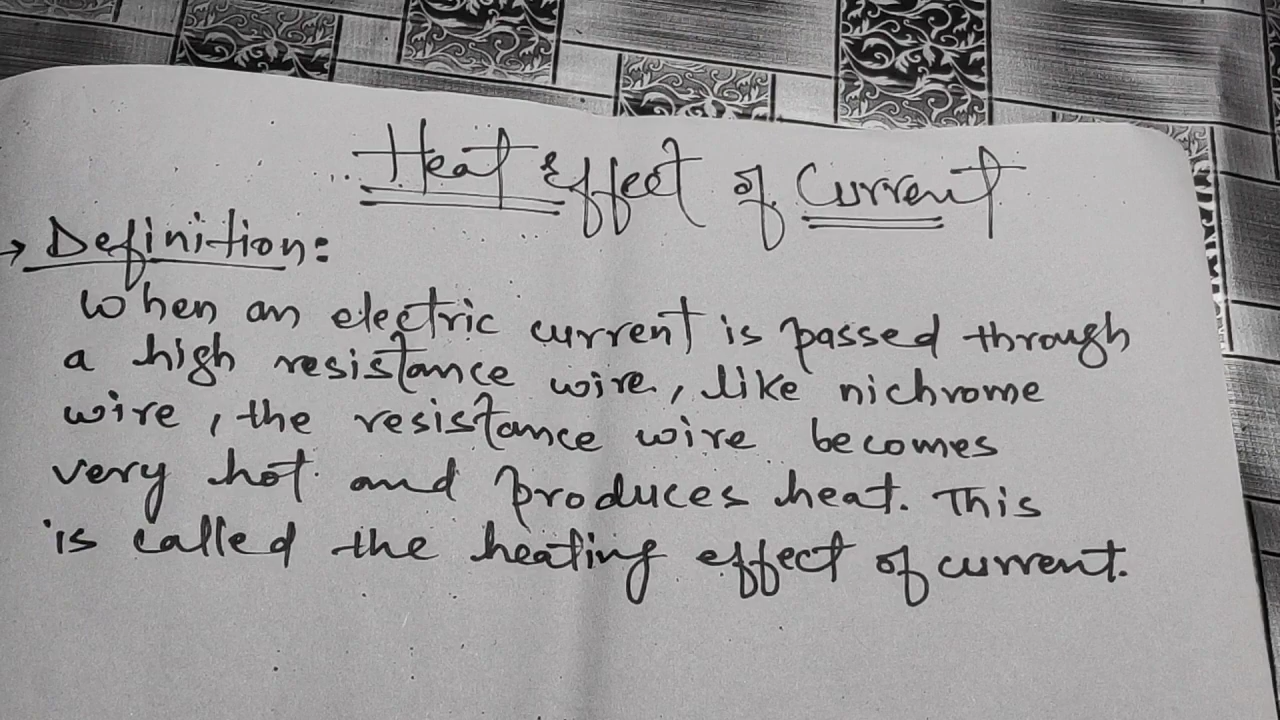 Heat Effect of Current
→ Definition:
When an electric current is passed through
a high resistance wire, like nichrome
wire, the resistance wire becomes
very hot and produces heat. This
is called the heating effect of current.